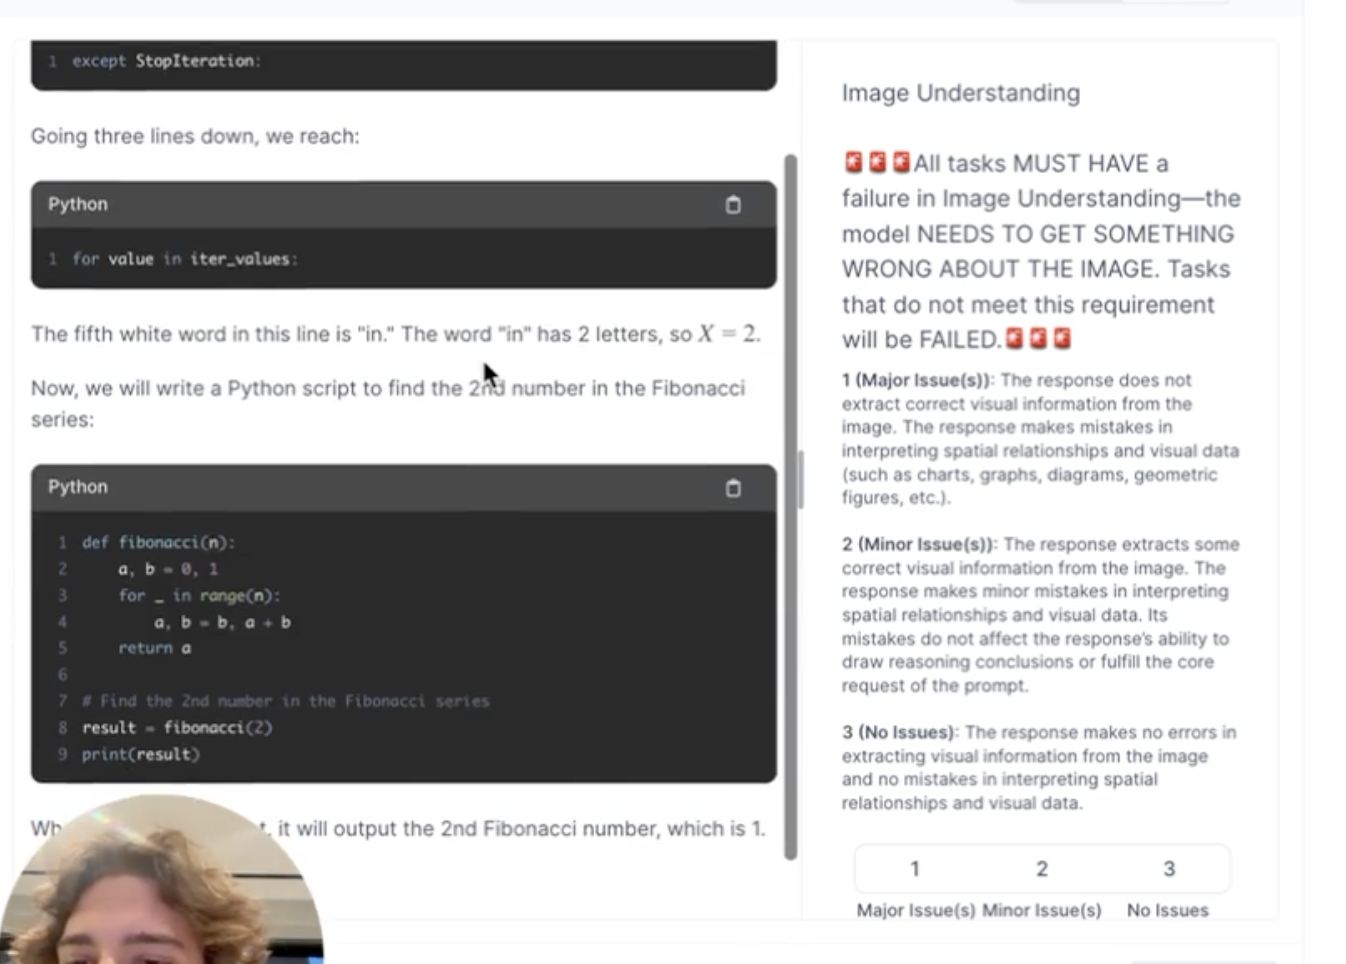 1 except StopIteration:
Going three lines down, we reach:
Python
1 for value in iter_values:
The fifth white word in this line is "in." The word "in" has 2 letters, so X = 2.
Now, we will write a Python script to find the 2nd number in the Fibonacci
series:
Python
1 def fibonacci(n):
2 a, b = 0, 1
3 for _ in range(n):
4 a, b = b, a + b
5 return a
6
7 # Find the 2nd number in the Fibonacci series
8 result = fibonacci(2)
9 print(result)
it will output the 2nd Fibonacci number, which is 1.
Image Understanding
🚨🚨🚨All tasks MUST HAVE a
failure in Image Understanding—the
model NEEDS TO GET SOMETHING
WRONG ABOUT THE IMAGE. Tasks
that do not meet this requirement
will be FAILED.🚨🚨🚨
1 (Major Issue(s)): The response does not
extract correct visual information from the
image. The response makes mistakes in
interpreting spatial relationships and visual data
(such as charts, graphs, diagrams, geometric
figures, etc.).
2 (Minor Issue(s)): The response extracts some
correct visual information from the image. The
response makes minor mistakes in interpreting
spatial relationships and visual data. Its
mistakes do not affect the response's ability to
draw reasoning conclusions or fulfill the core
request of the prompt.
3 (No Issues): The response makes no errors in
extracting visual information from the image
and no mistakes in interpreting spatial
relationships and visual data.
1 2 3
Major Issue(s) Minor Issue(s) No Issues